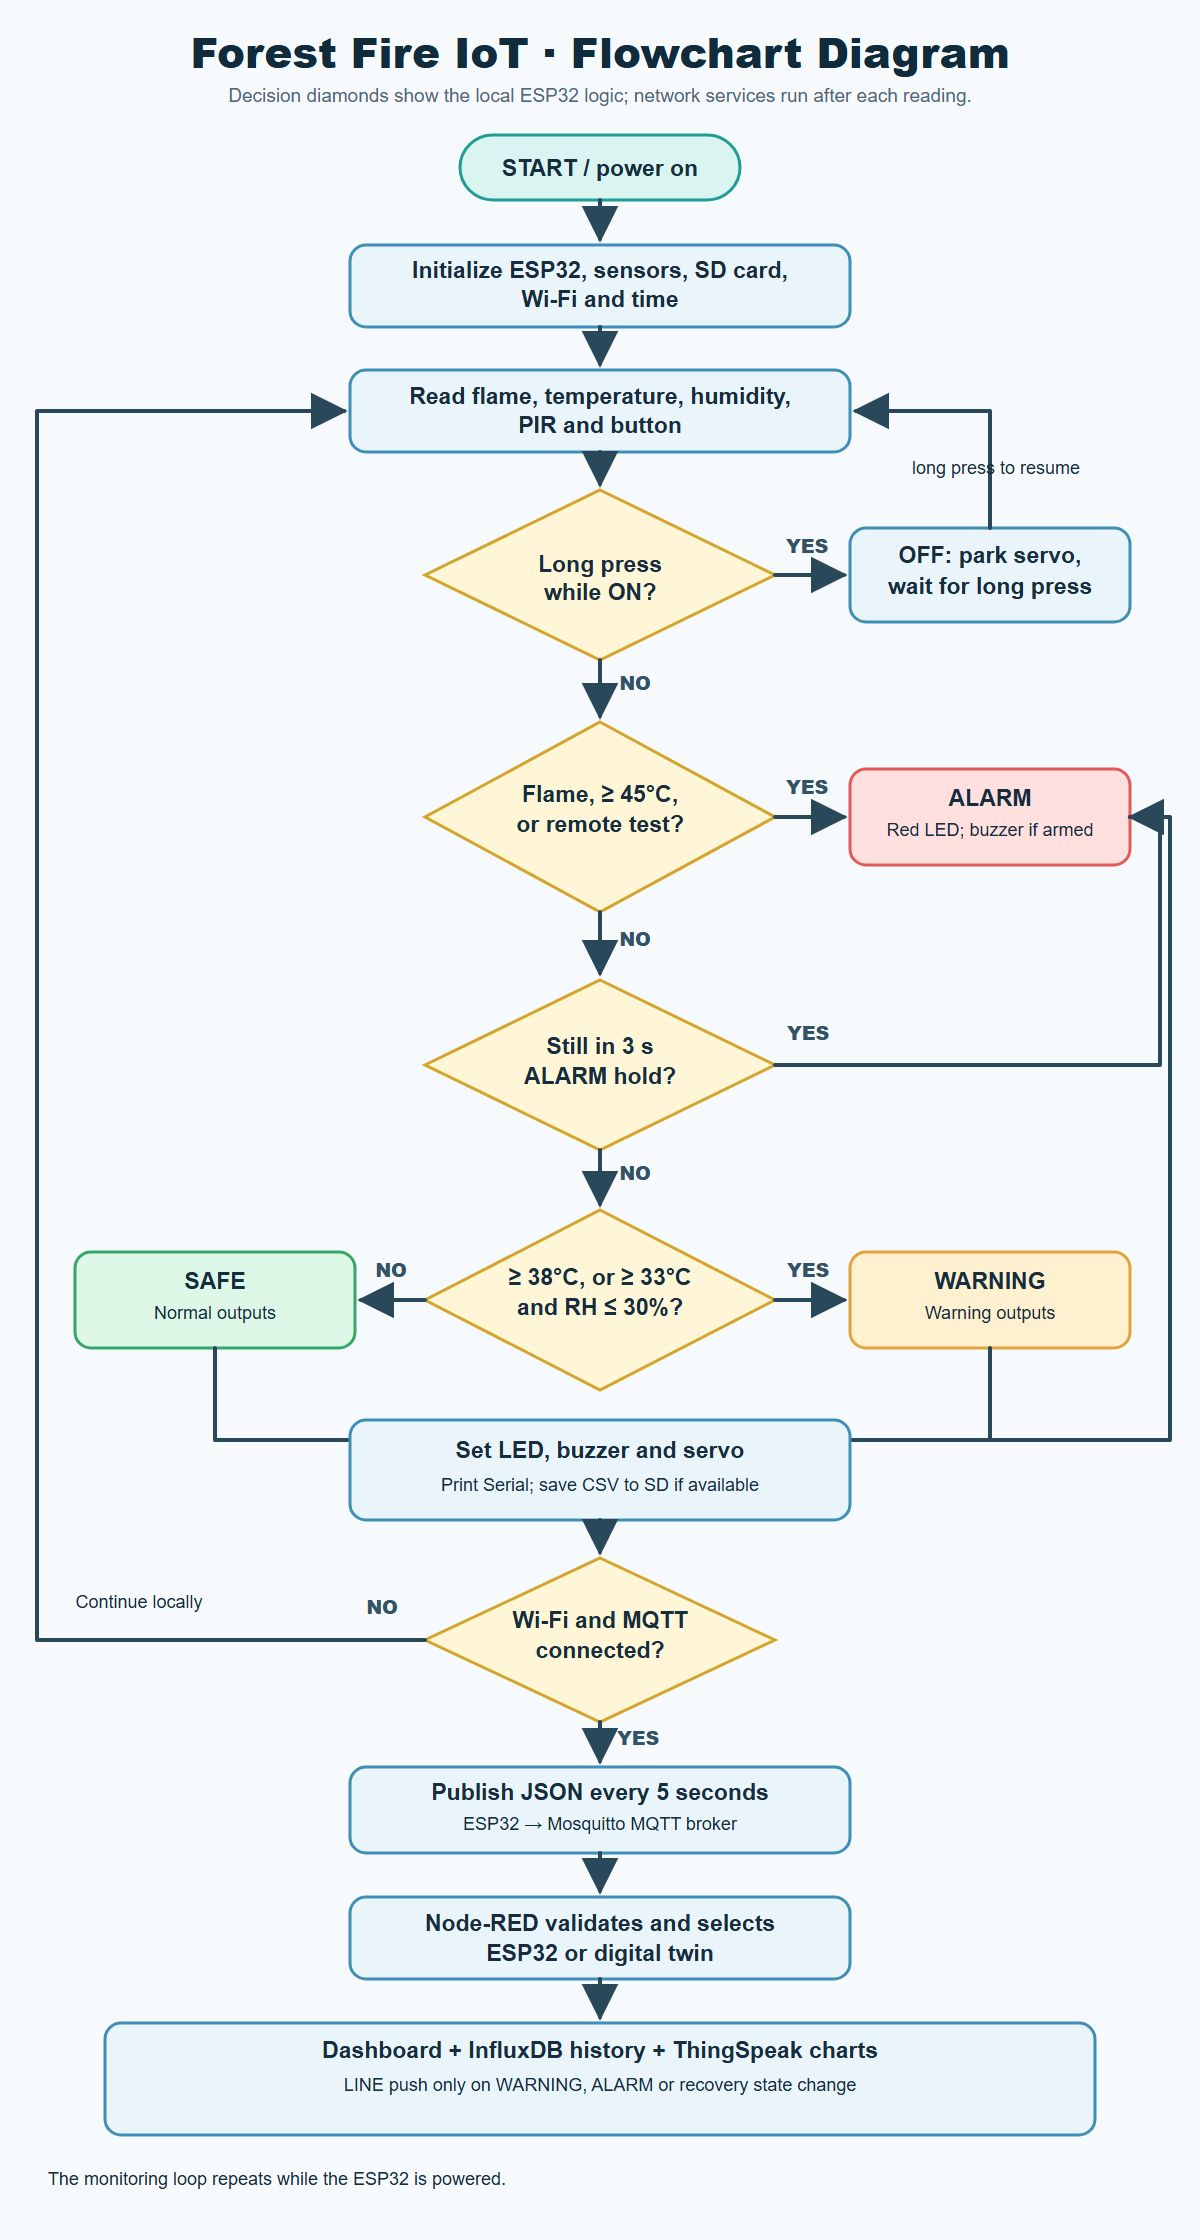 Forest Fire IoT · Flowchart Diagram
Decision diamonds show the local ESP32 logic; network services run after each reading.
START / power on
Initialize ESP32, sensors, SD card,
Wi-Fi and time
Read flame, temperature, humidity,
PIR and button
long press to resume
Long press
while ON?
YES
OFF: park servo,
wait for long press
NO
Flame, ≥ 45°C,
or remote test?
YES
ALARM
Red LED; buzzer if armed
NO
Still in 3 s
ALARM hold?
YES
NO
SAFE
Normal outputs
NO
≥ 38°C, or ≥ 33°C
and RH ≤ 30%?
YES
WARNING
Warning outputs
Set LED, buzzer and servo
Print Serial; save CSV to SD if available
Continue locally
NO
Wi-Fi and MQTT
connected?
YES
Publish JSON every 5 seconds
ESP32 → Mosquitto MQTT broker
Node-RED validates and selects
ESP32 or digital twin
Dashboard + InfluxDB history + ThingSpeak charts
LINE push only on WARNING, ALARM or recovery state change
The monitoring loop repeats while the ESP32 is powered.